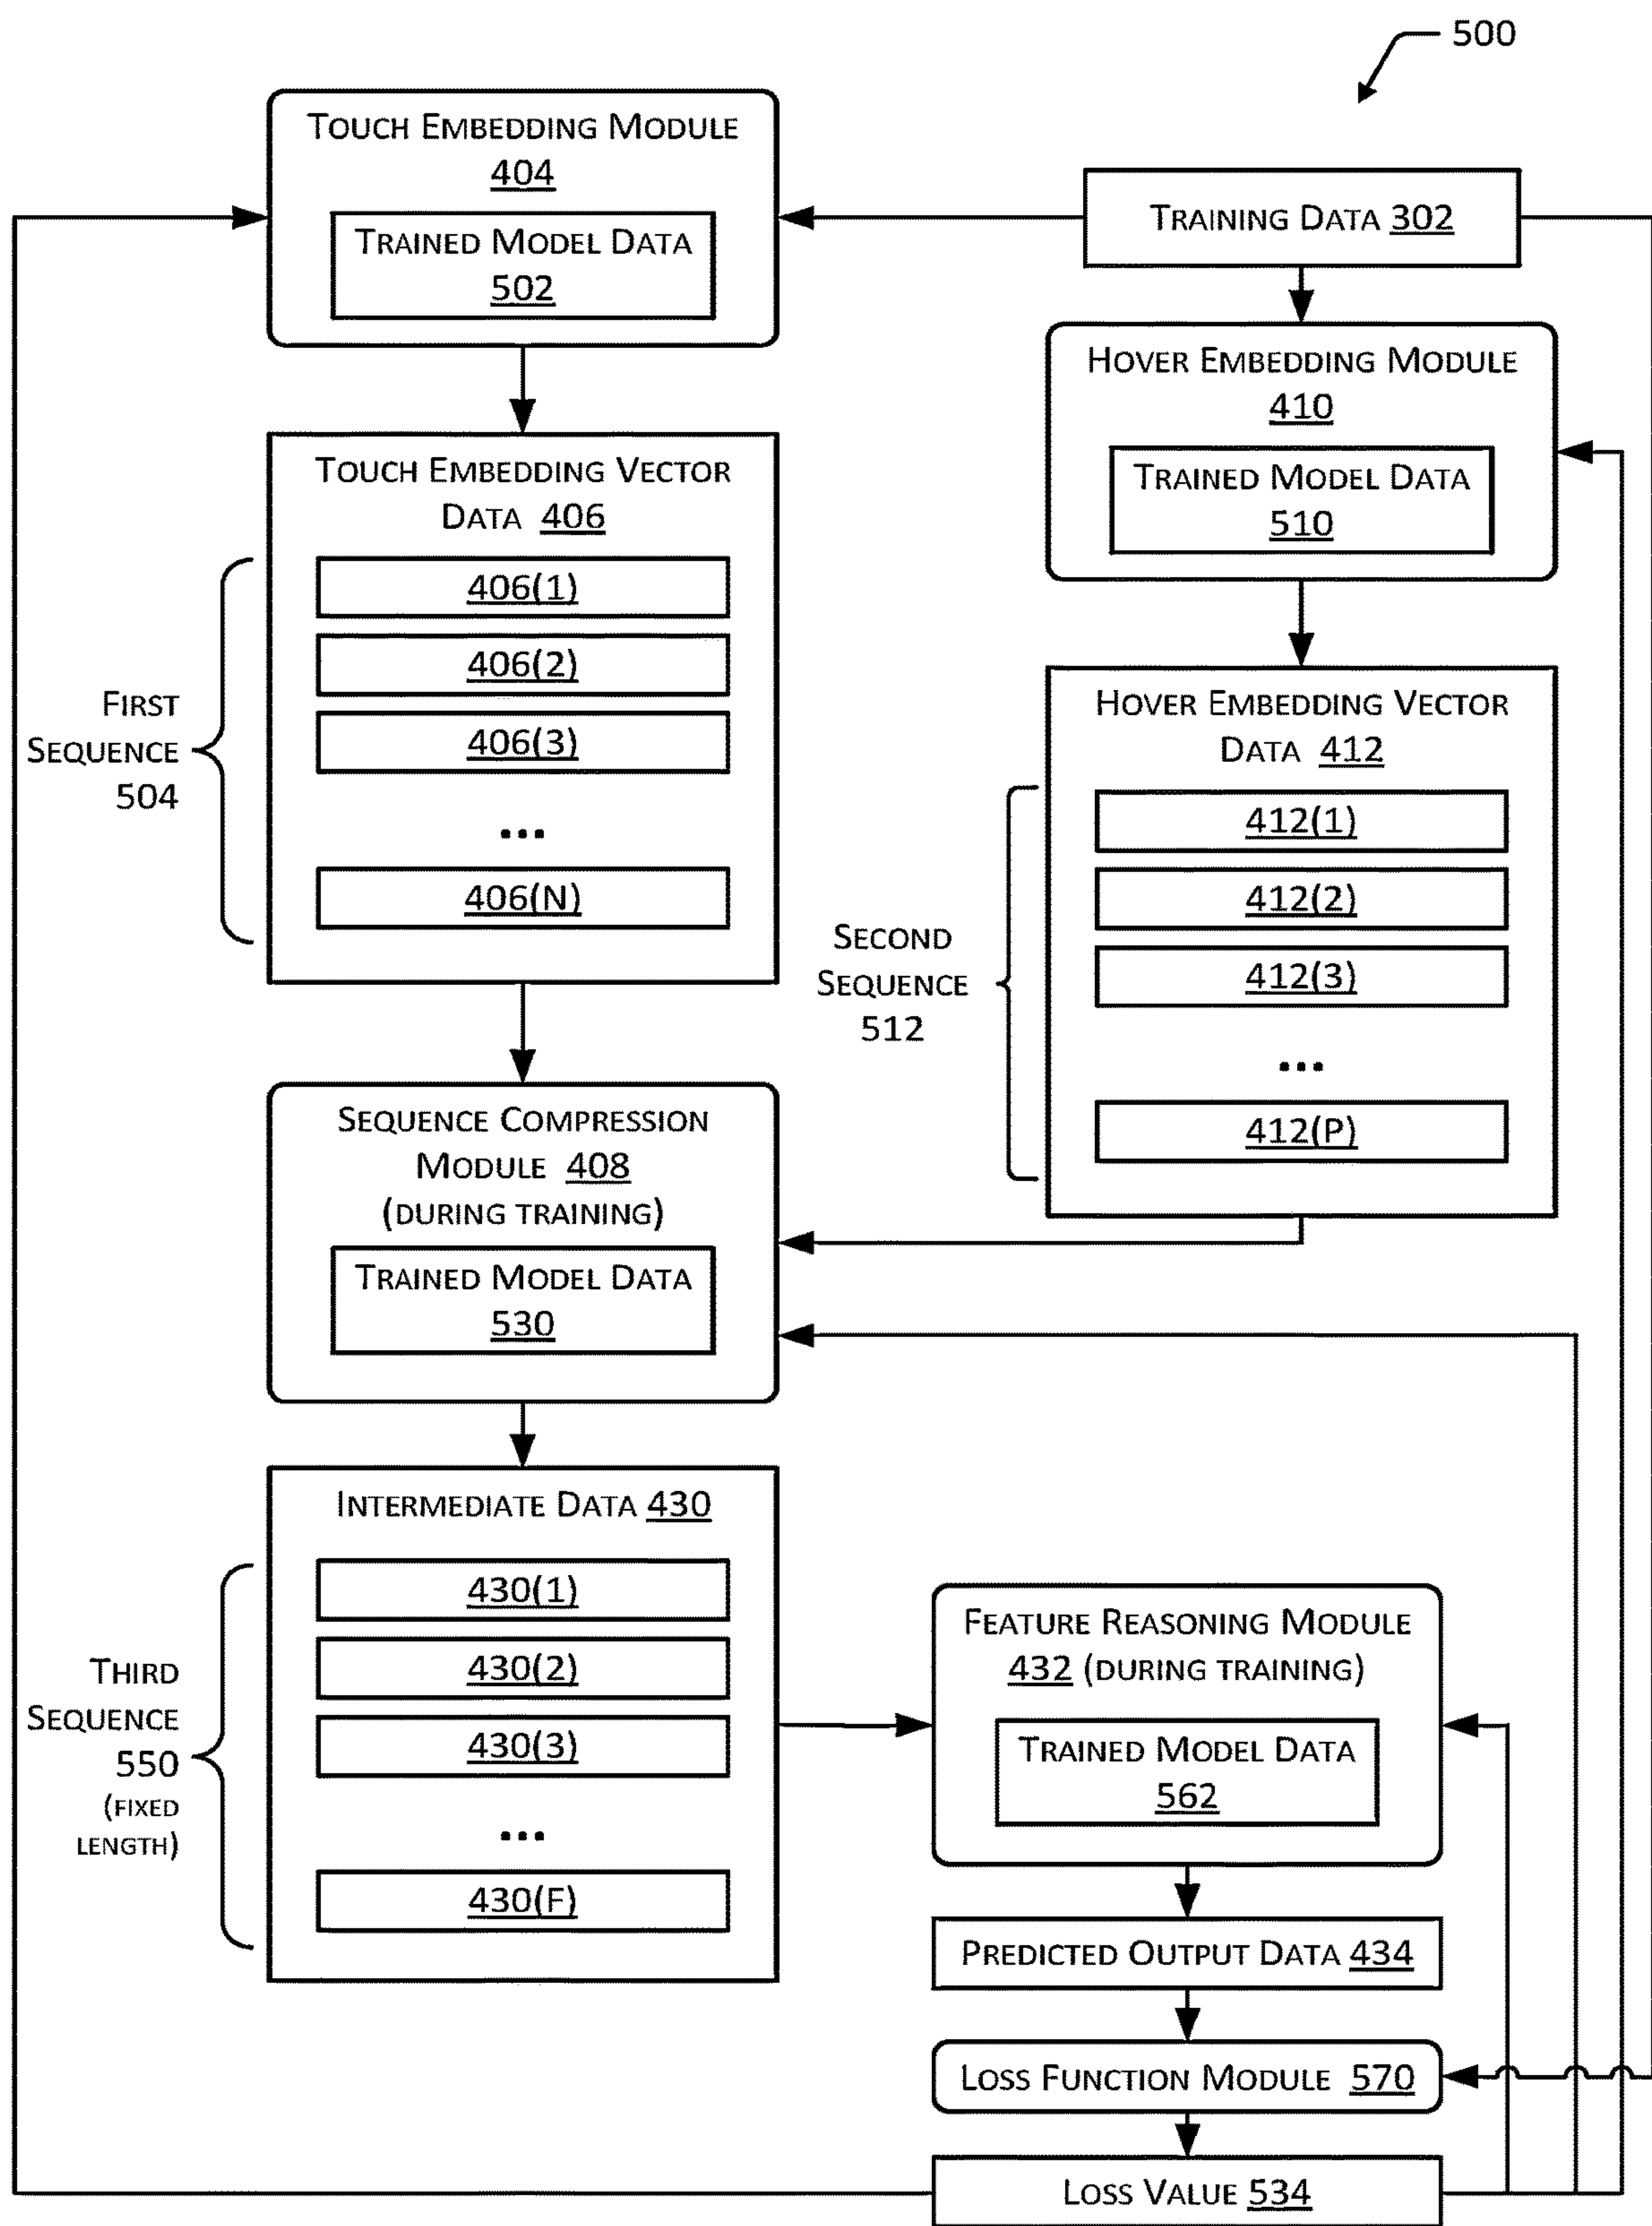 500
TOUCH EMBEDDING MODULE
404
TRAINED MODEL DATA
502
TRAINING DATA 302
HOVER EMBEDDING MODULE
410
TRAINED MODEL DATA
510
TOUCH EMBEDDING VECTOR
DATA 406
406(1)
406(2)
406(3)
...
406(N)
FIRST
SEQUENCE
504
HOVER EMBEDDING VECTOR
DATA 412
412(1)
412(2)
412(3)
...
412(P)
SECOND
SEQUENCE
512
SEQUENCE COMPRESSION
MODULE 408
(DURING TRAINING)
TRAINED MODEL DATA
530
INTERMEDIATE DATA 430
430(1)
430(2)
430(3)
...
430(F)
THIRD
SEQUENCE
550
(FIXED
LENGTH)
FEATURE REASONING MODULE
432 (DURING TRAINING)
TRAINED MODEL DATA
562
PREDICTED OUTPUT DATA 434
LOSS FUNCTION MODULE 570
LOSS VALUE 534